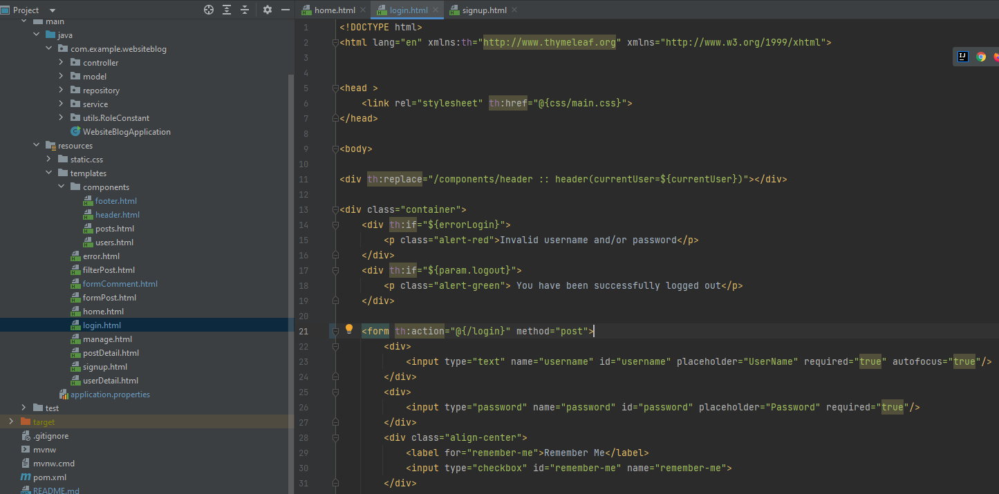 Project
main
java
com.example.websiteblog
controller
model
repository
service
utils.RoleConstant
WebsiteBlogApplication
resources
static.css
templates
components
footer.html
header.html
posts.html
users.html
error.html
filterPost.html
formComment.html
formPost.html
home.html
login.html
manage.html
postDetail.html
signup.html
userDetail.html
application.properties
test
target
.gitignore
mvnw
mvnw.cmd
pom.xml
README.md
home.html login.html signup.html
1 <!DOCTYPE html>
2 <html lang="en" xmlns:th="http://www.thymeleaf.org" xmlns="http://www.w3.org/1999/xhtml">
3
4
5 <head >
6 <link rel="stylesheet" th:href="@{css/main.css}">
7 </head>
8
9 <body>
10
11 <div th:replace="/components/header :: header(currentUser=${currentUser})"></div>
12
13 <div class="container">
14 <div th:if="${errorLogin}">
15 <p class="alert-red">Invalid username and/or password</p>
16 </div>
17 <div th:if="${param.logout}">
18 <p class="alert-green"> You have been successfully logged out</p>
19 </div>
20
21 <form th:action="@{/login}" method="post">
22 <div>
23 <input type="text" name="username" id="username" placeholder="UserName" required="true" autofocus="true"/>
24 </div>
25 <div>
26 <input type="password" name="password" id="password" placeholder="Password" required="true"/>
27 </div>
28 <div class="align-center">
29 <label for="remember-me">Remember Me</label>
30 <input type="checkbox" id="remember-me" name="remember-me">
31 </div>
IJ